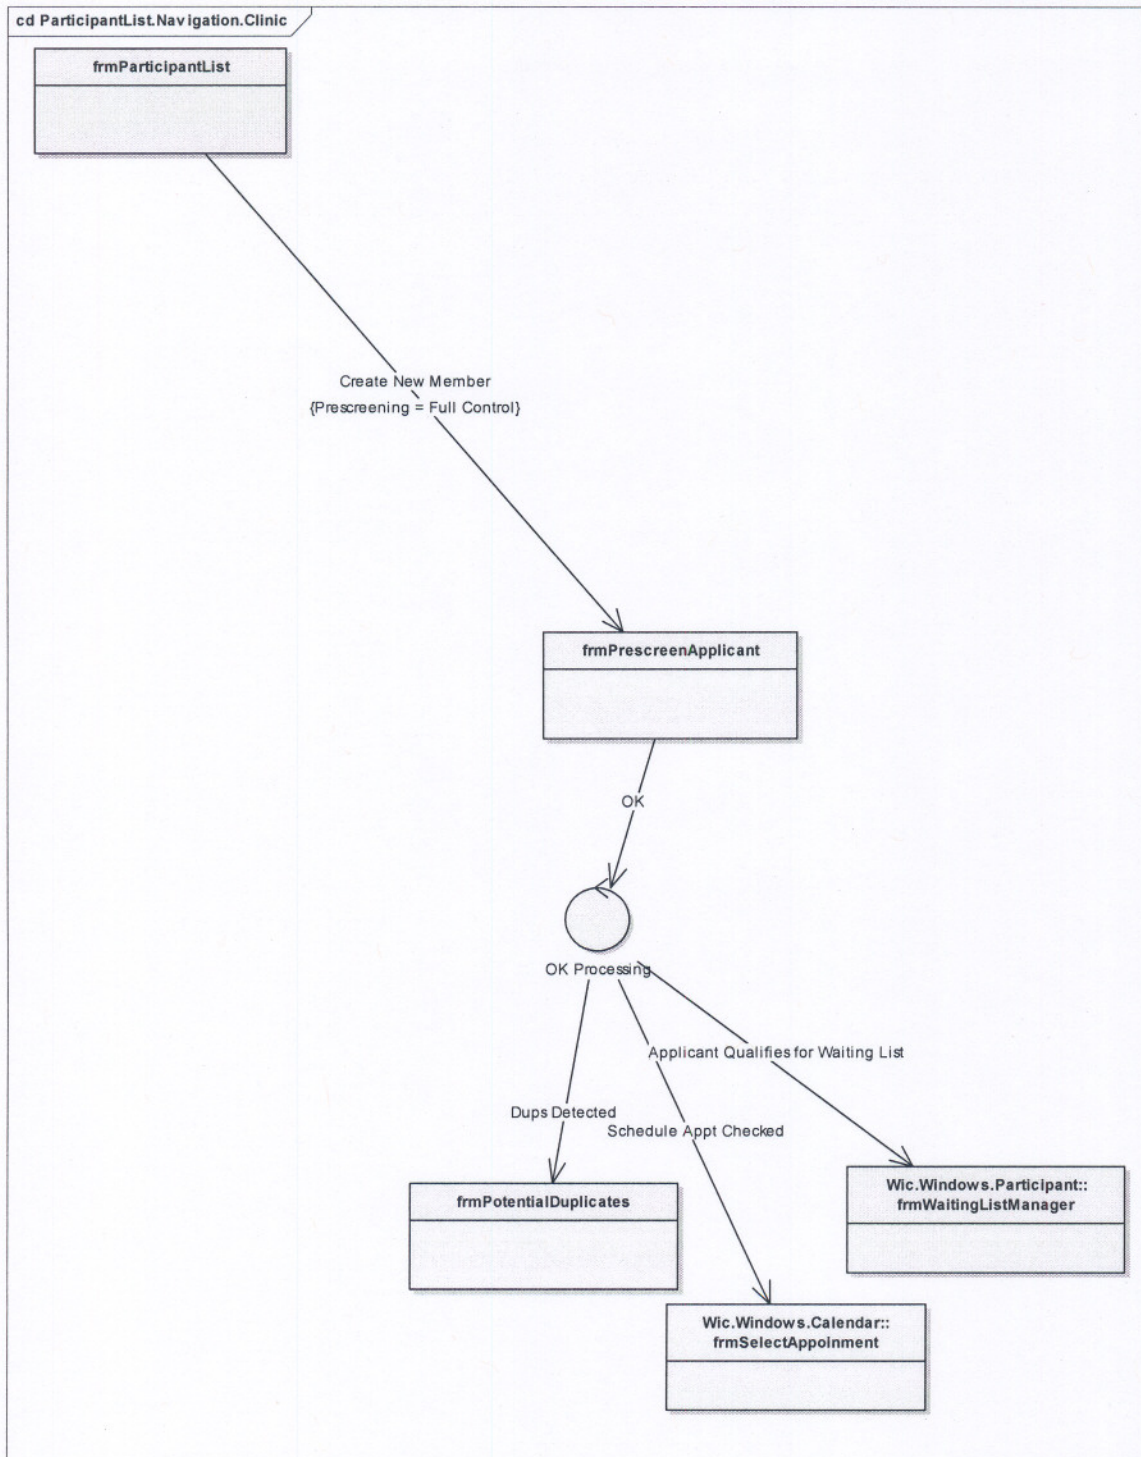 cd ParticipantList.Navigation.Clinic
frmParticipantList
Create New Member
{Prescreening = Full Control}
frmPrescreenApplicant
OK
OK Processing
Applicant Qualifies for Waiting List
Dups Detected
Schedule Appt Checked
Wic.Windows.Participant::
frmWaitingListManager
frmPotentialDuplicates
Wic.Windows.Calendar::
frmSelectAppoinment